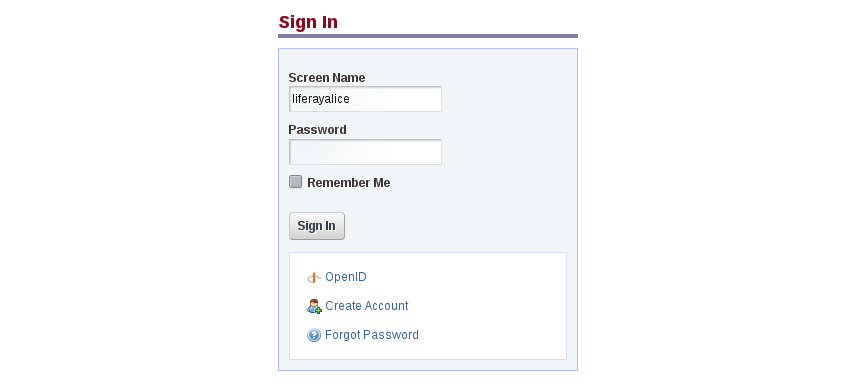 Sign In
Screen Name
liferayalice
Password
Remember Me
Sign In
OpenID
Create Account
Forgot Password